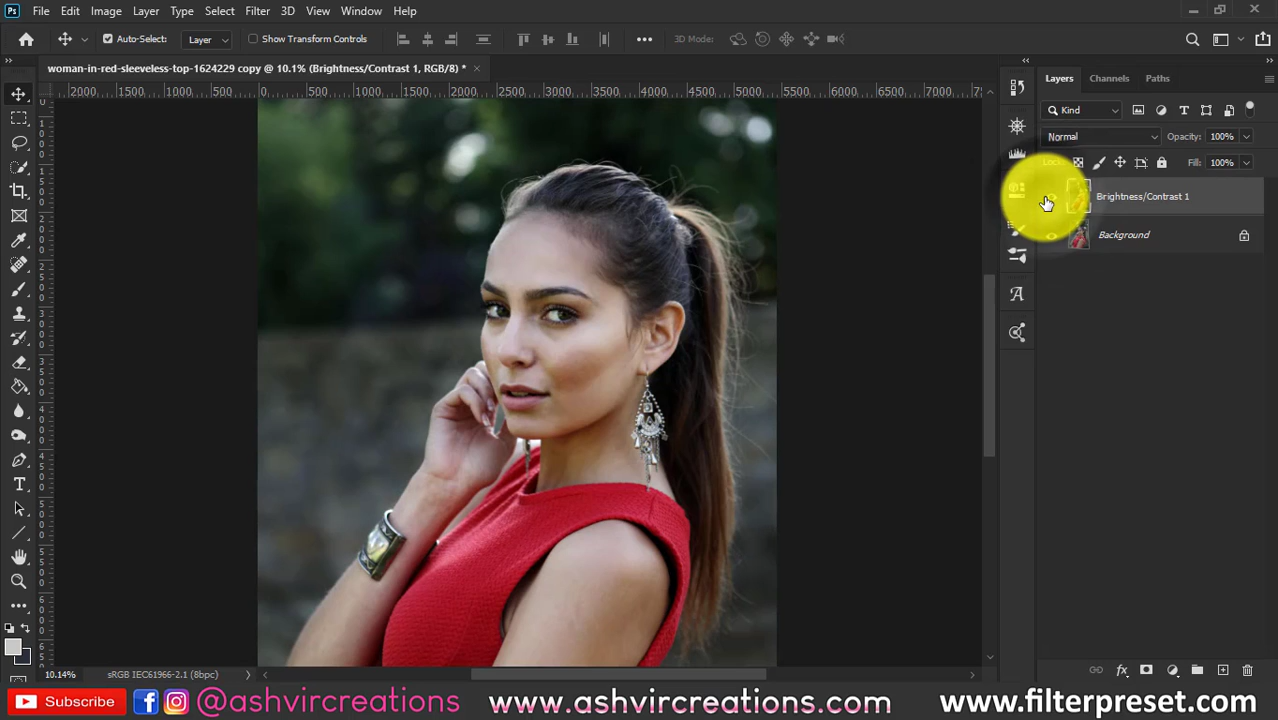 Ps File Edit Image Layer Type Select Filter 3D View Window Help
Auto-Select: Layer Show Transform Controls 3D Mode:
woman-in-red-sleeveless-top-1624229 copy @ 10.1% (Brightness/Contrast 1, RGB/8) *
2000 1500 1000 500 0 500 1000 1500 2000 2500 3000 3500 4000 4500 5000 5500 6000 6500 7000
Layers Channels Paths
Kind
Normal Opacity: 100%
Lock: Fill: 100%
Brightness/Contrast 1
Background
10.14% sRGB IEC61966-2.1 (8bpc)
Subscribe @ashvircreations www.ashvircreations.com www.filterpreset.com